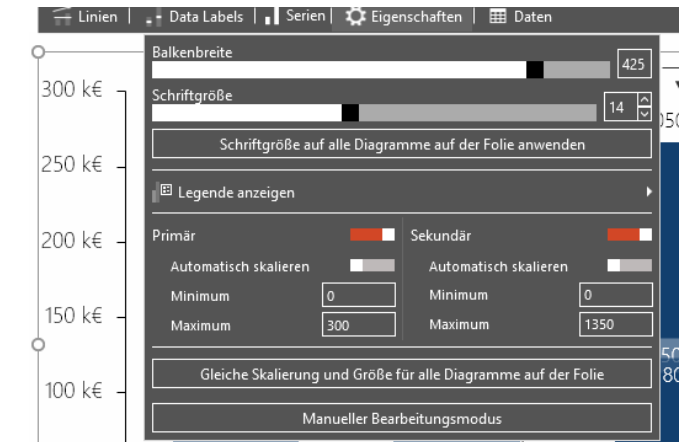 Linien | Data Labels | Serien | Eigenschaften | Daten
Balkenbreite
425
Schriftgröße
14
Schriftgröße auf alle Diagramme auf der Folie anwenden
Legende anzeigen
Primär Sekundär
Automatisch skalieren Automatisch skalieren
Minimum 0 Minimum 0
Maximum 300 Maximum 1350
Gleiche Skalierung und Größe für alle Diagramme auf der Folie
Manueller Bearbeitungsmodus
300 k€
250 k€
200 k€
150 k€
100 k€